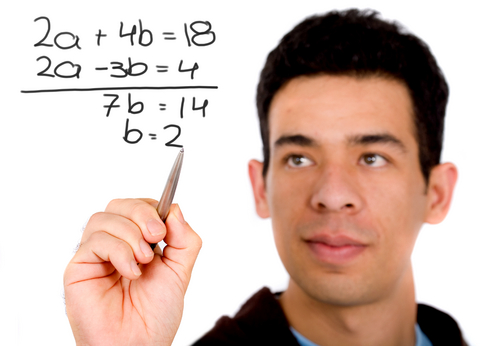 2a + 4b = 18
2a - 3b = 4
7b = 14
b = 2